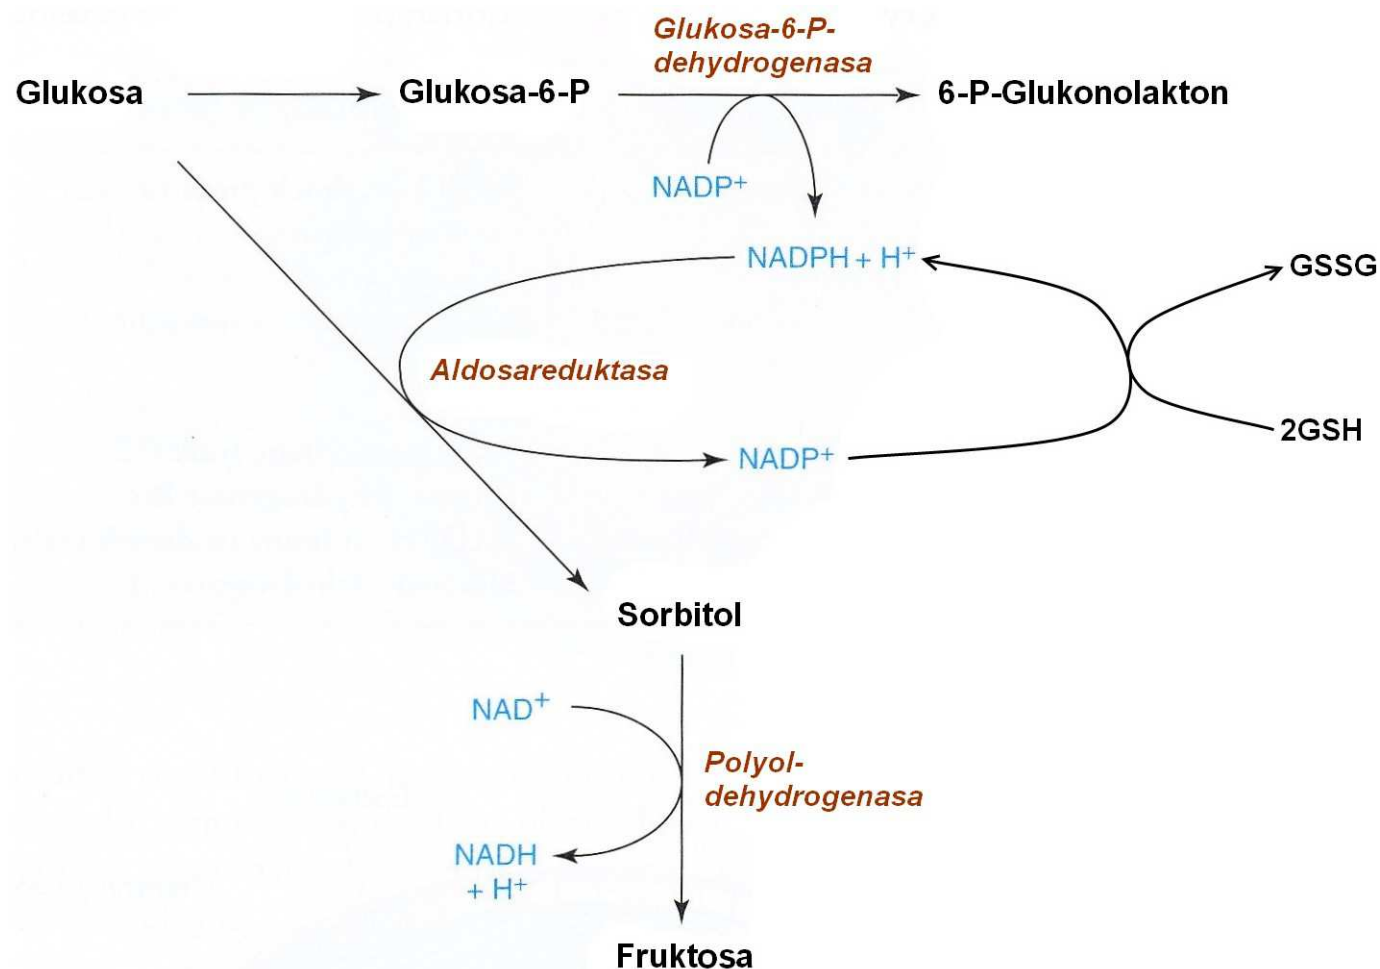 Glukosa-6-P-
dehydrogenasa
Glukosa
Glukosa-6-P
6-P-Glukonolakton
NADP+
NADPH + H+
GSSG
Aldosareduktasa
2GSH
NADP+
Sorbitol
NAD+
Polyol-
dehydrogenasa
NADH
+ H+
Fruktosa